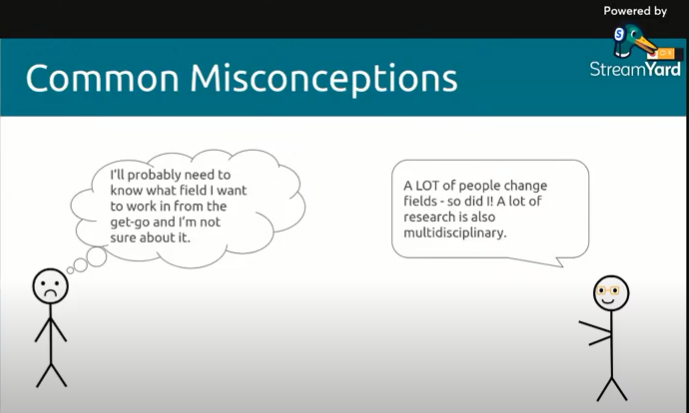 Powered by
StreamYard
Common Misconceptions
I'll probably need to
know what field I want
to work in from the
get-go and I'm not
sure about it.
A LOT of people change
fields - so did I! A lot of
research is also
multidisciplinary.